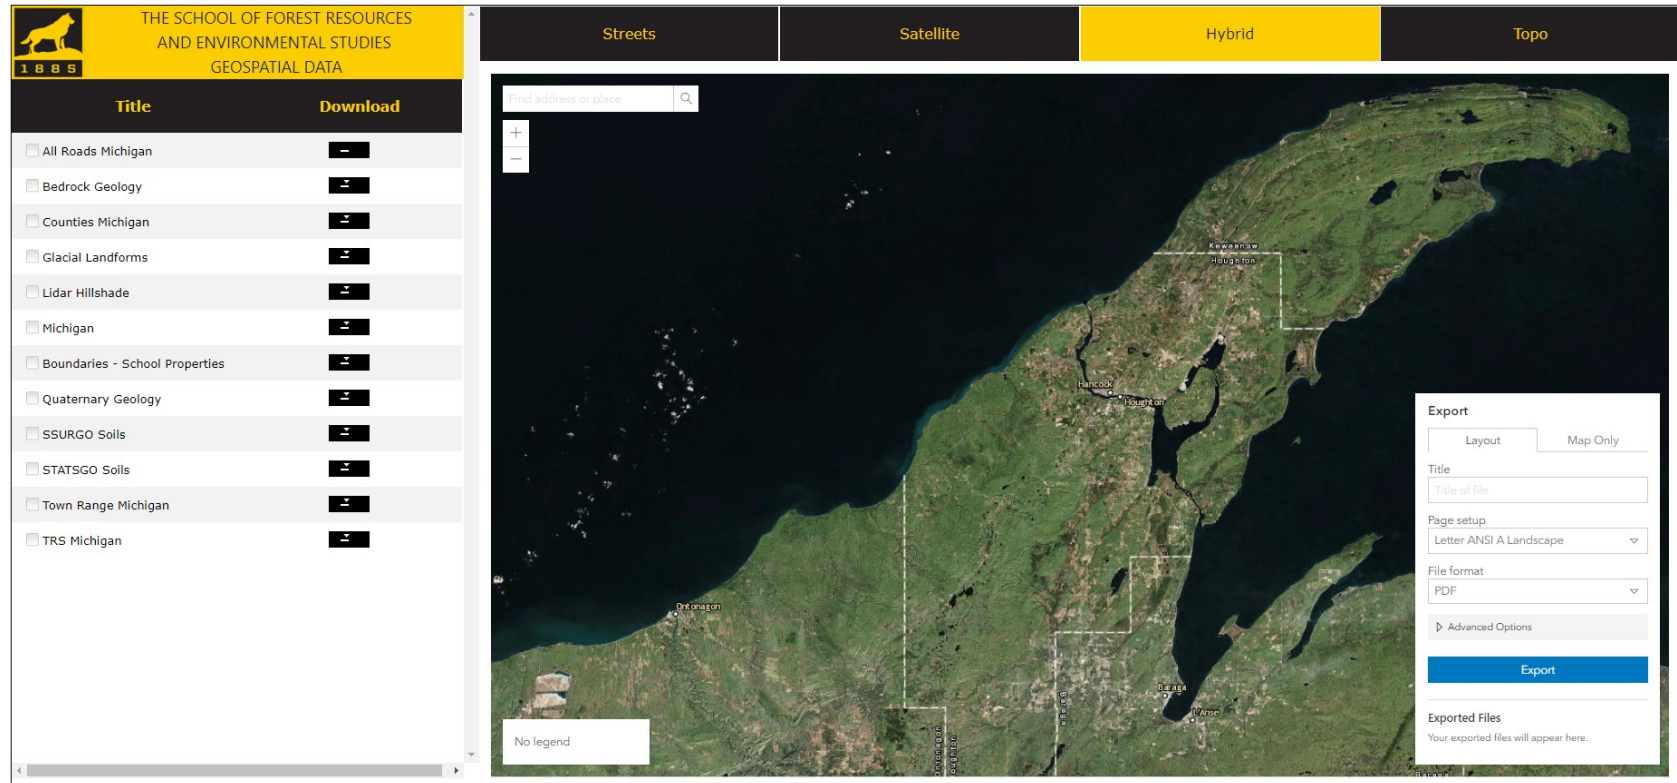 THE SCHOOL OF FOREST RESOURCES
AND ENVIRONMENTAL STUDIES
GEOSPATIAL DATA
1885
Title Download
All Roads Michigan
Bedrock Geology
Counties Michigan
Glacial Landforms
Lidar Hillshade
Michigan
Boundaries - School Properties
Quaternary Geology
SSURGO Soils
STATSGO Soils
Town Range Michigan
TRS Michigan
Streets Satellite Hybrid Topo
Find address or place
+
−
Keweenaw
Houghton
Hancock
Houghton
Ontonagon
Baraga
Baraga
L'Anse
Ontonagon
Houghton
Baraga
No legend
Export
Layout Map Only
Title
Title of file
Page setup
Letter ANSI A Landscape
File format
PDF
Advanced Options
Export
Exported Files
Your exported files will appear here.